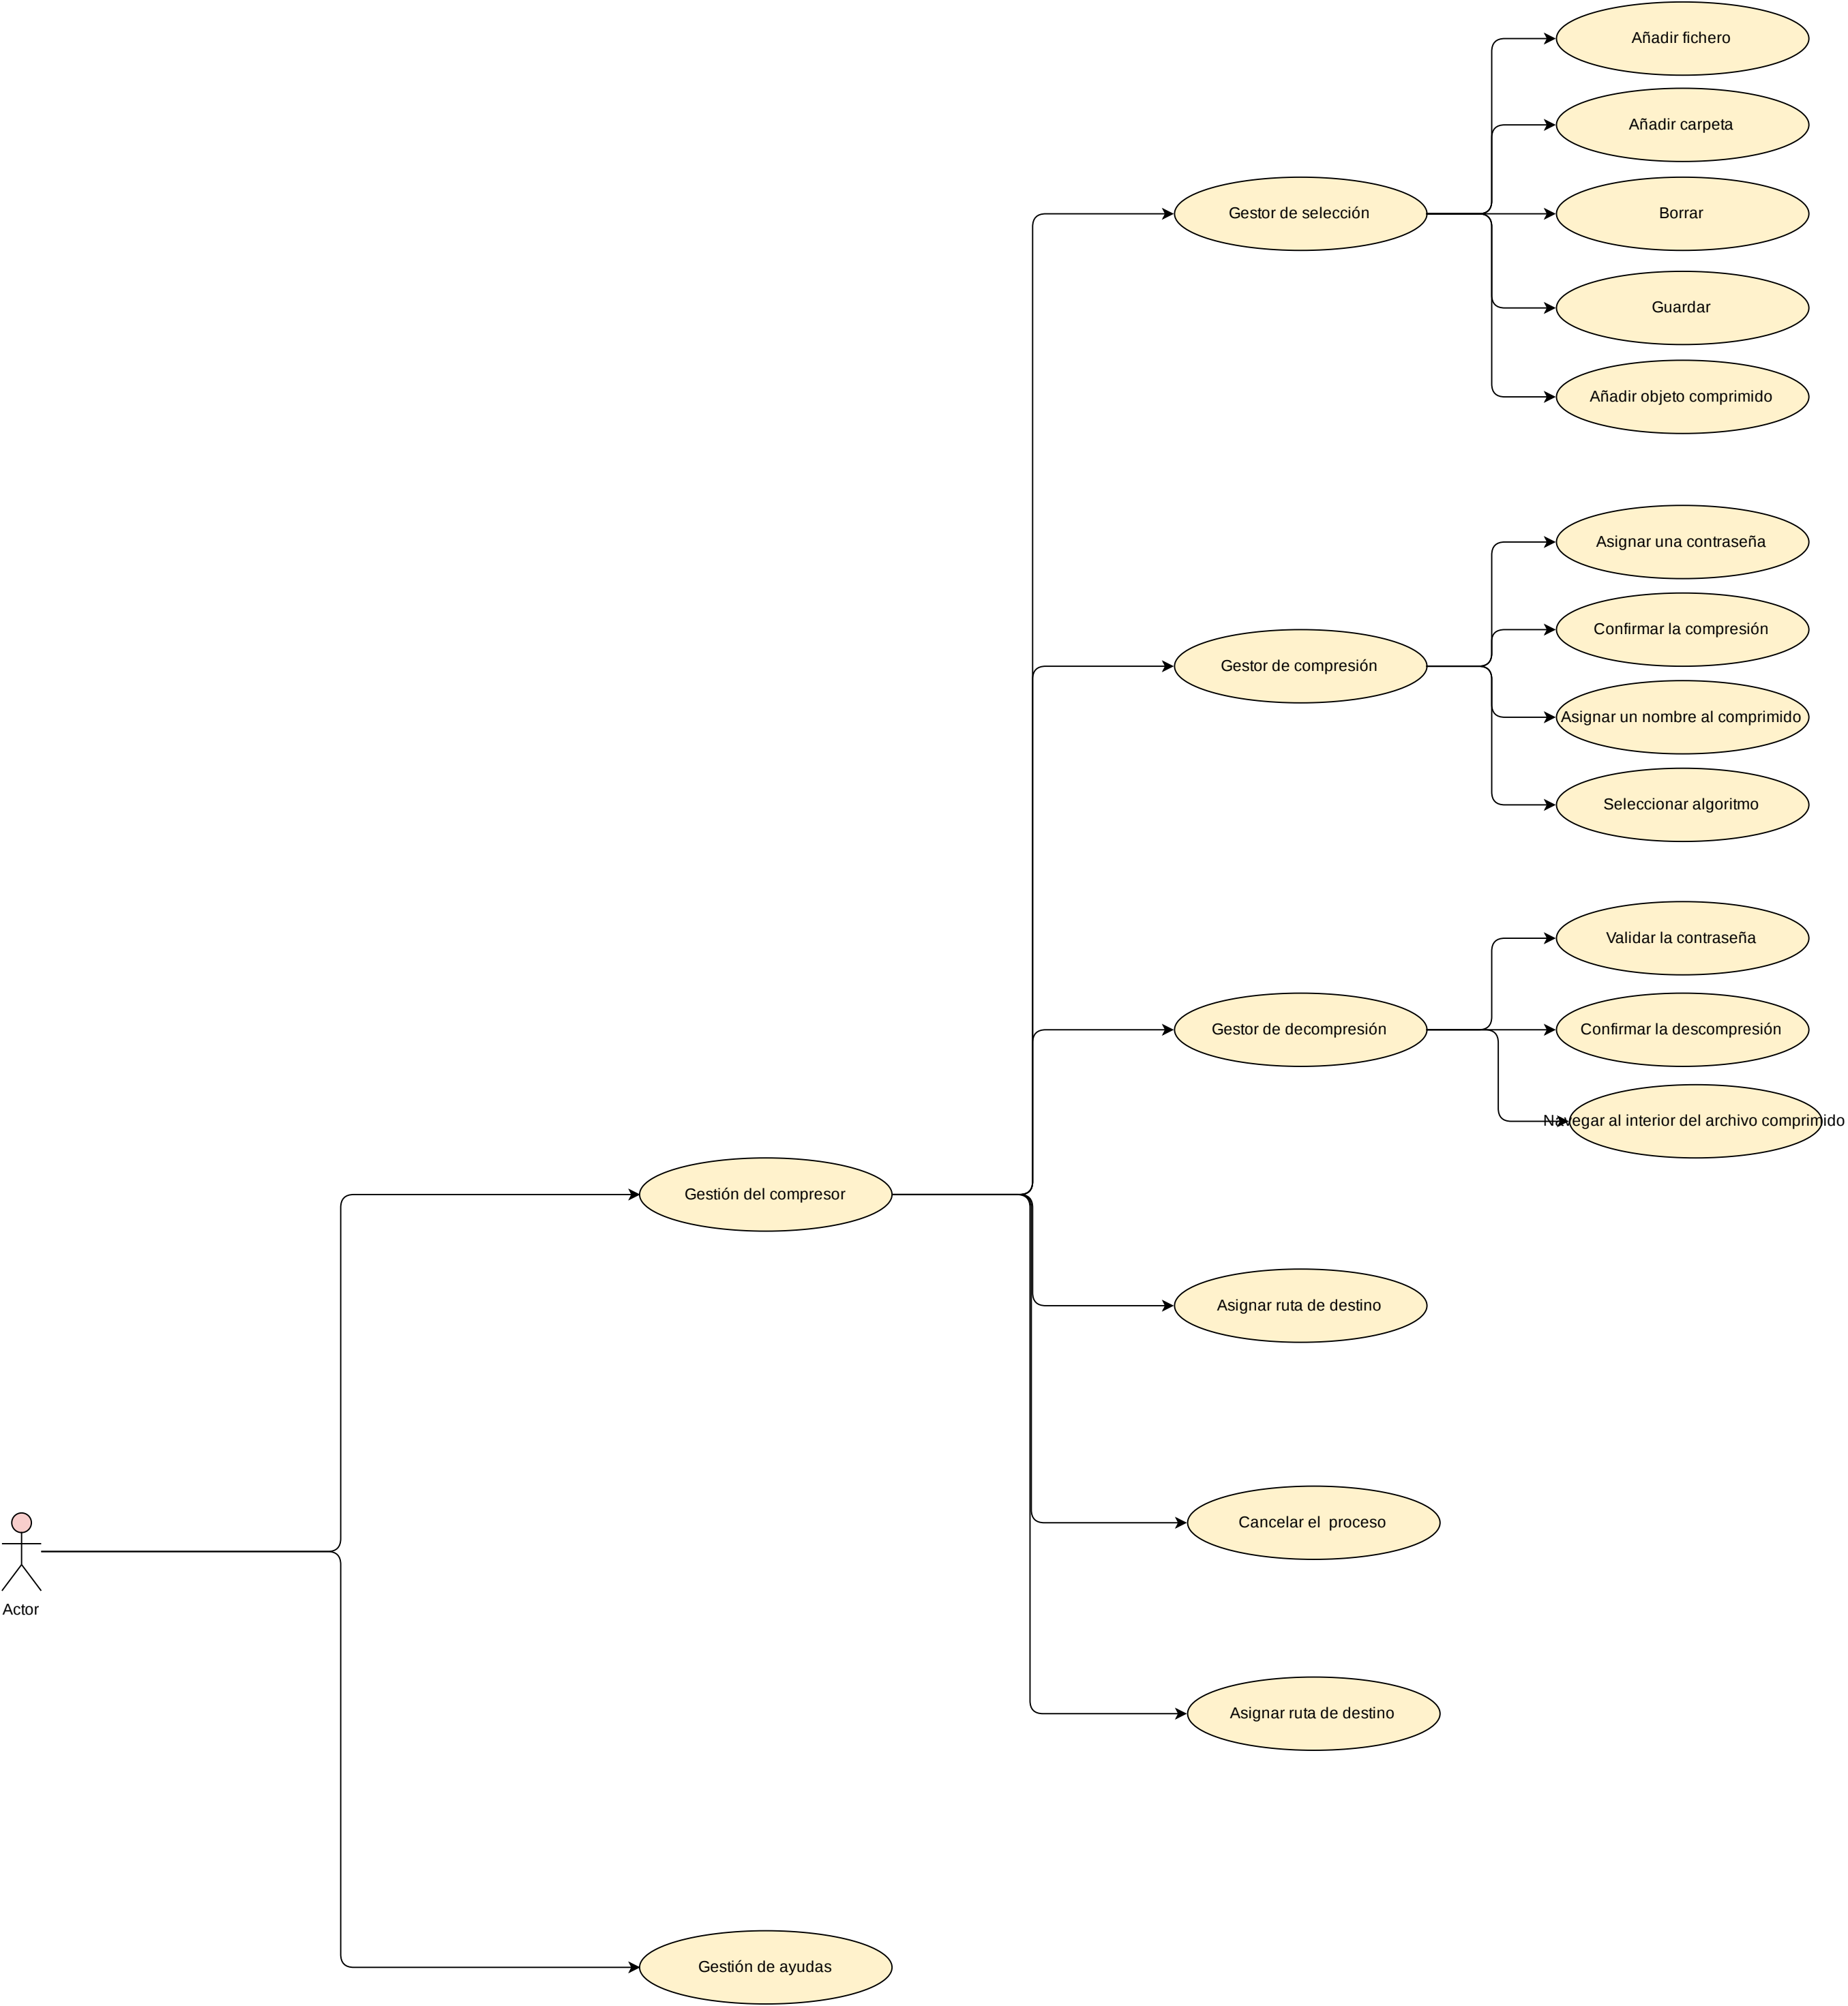 Añadir fichero
Añadir carpeta
Gestor de selección
Borrar
Guardar
Añadir objeto comprimido
Asignar una contraseña
Confirmar la compresión
Gestor de compresión
Asignar un nombre al comprimido
Seleccionar algoritmo
Validar la contraseña
Gestor de decompresión
Confirmar la descompresión
Navegar al interior del archivo comprimido
Gestión del compresor
Asignar ruta de destino
Cancelar el  proceso
Actor
Asignar ruta de destino
Gestión de ayudas